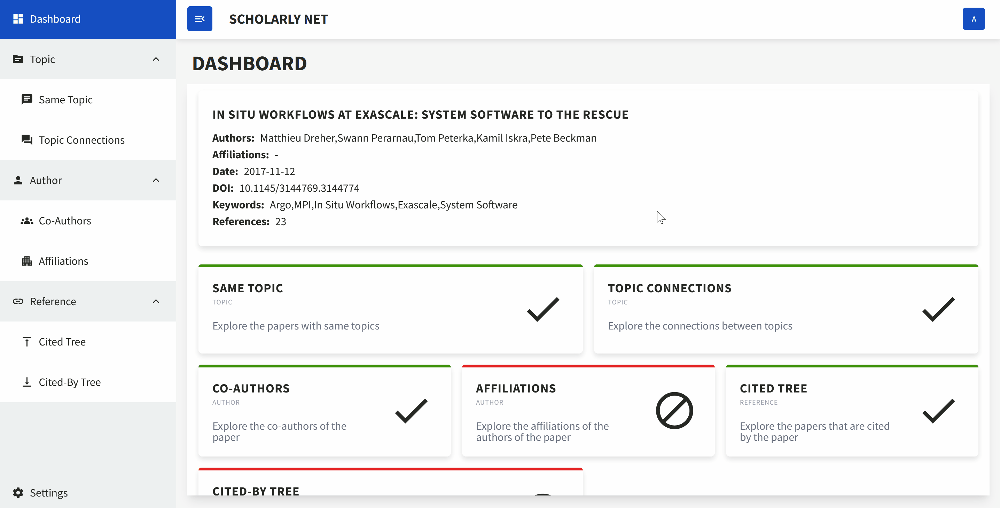 Dashboard
Topic
Same Topic
Topic Connections
Author
Co-Authors
Affiliations
Reference
Cited Tree
Cited-By Tree
Settings
SCHOLARLY NET
A
DASHBOARD
IN SITU WORKFLOWS AT EXASCALE: SYSTEM SOFTWARE TO THE RESCUE
Authors: Matthieu Dreher,Swann Perarnau,Tom Peterka,Kamil Iskra,Pete Beckman
Affiliations: -
Date: 2017-11-12
DOI: 10.1145/3144769.3144774
Keywords: Argo,MPI,In Situ Workflows,Exascale,System Software
References: 23
SAME TOPIC
TOPIC
Explore the papers with same topics
TOPIC CONNECTIONS
TOPIC
Explore the connections between topics
CO-AUTHORS
AUTHOR
Explore the co-authors of the
paper
AFFILIATIONS
AUTHOR
Explore the affiliations of the
authors of the paper
CITED TREE
REFERENCE
Explore the papers that are cited
by the paper
CITED-BY TREE